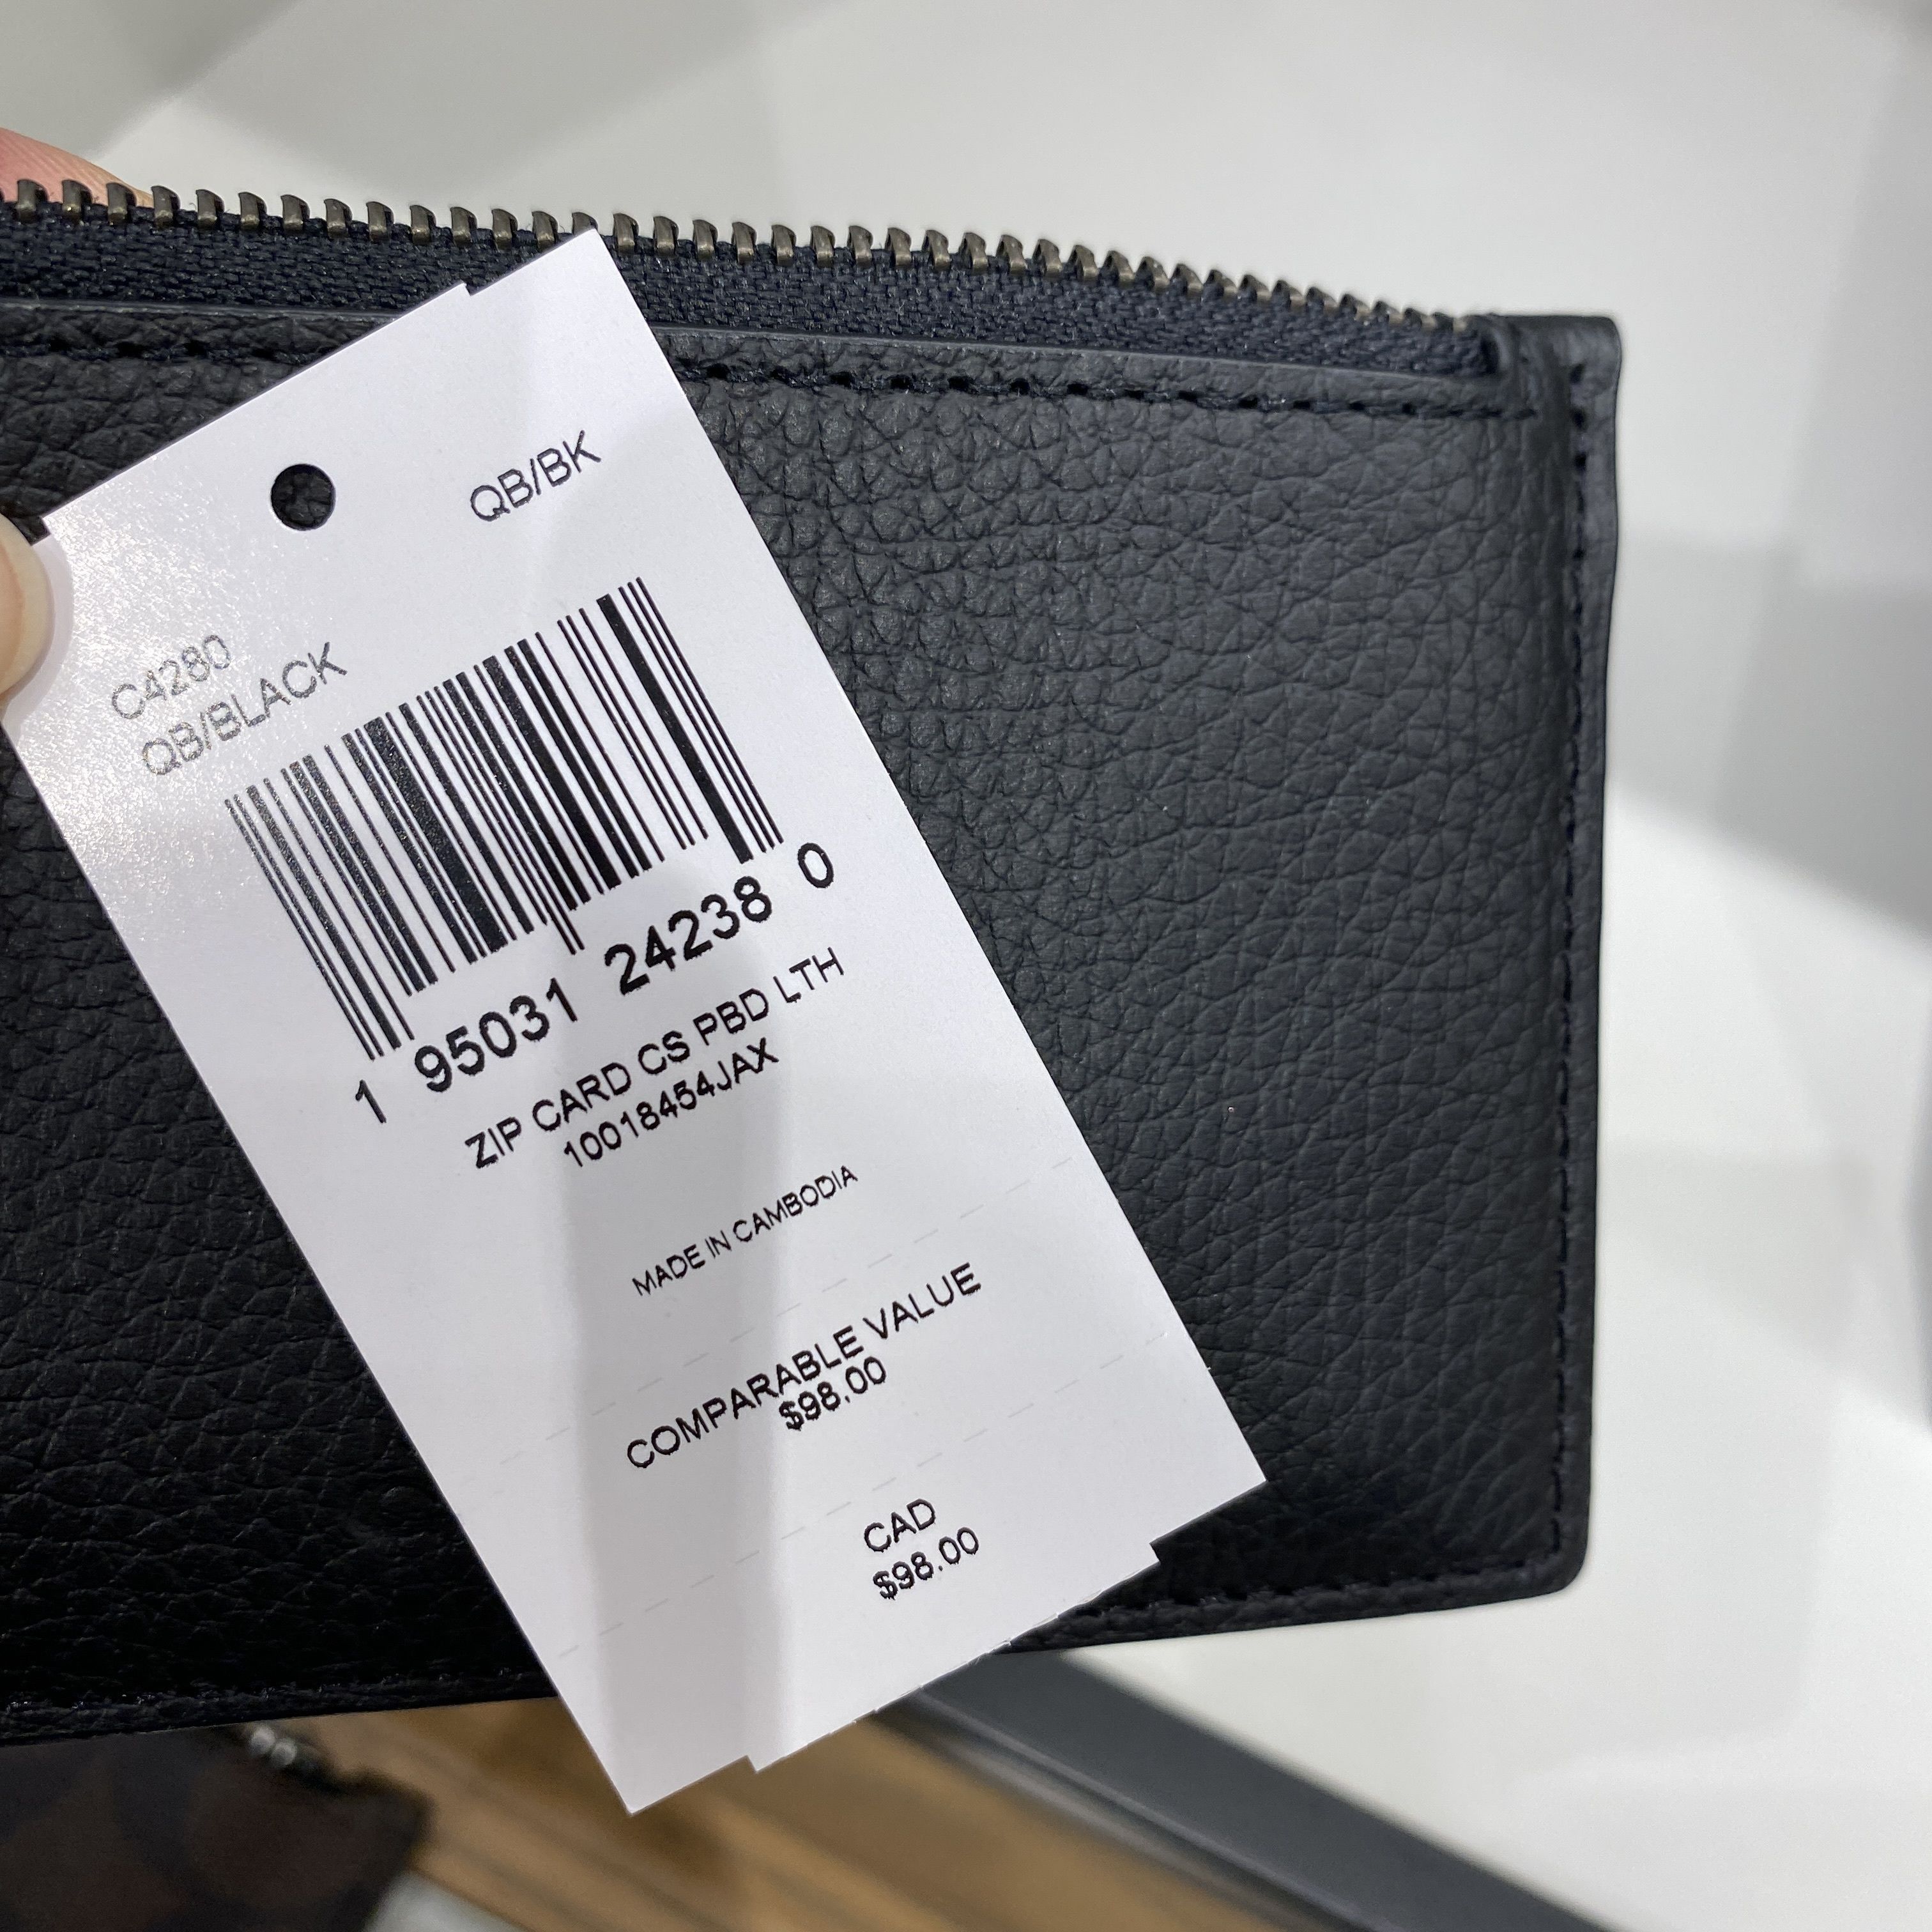 QB/BK
C4280
QB/BLACK
1 95031 24238 0
ZIP CARD CS PBD LTH
10018454JAX
MADE IN CAMBODIA
COMPARABLE VALUE
$98.00
CAD
$98.00